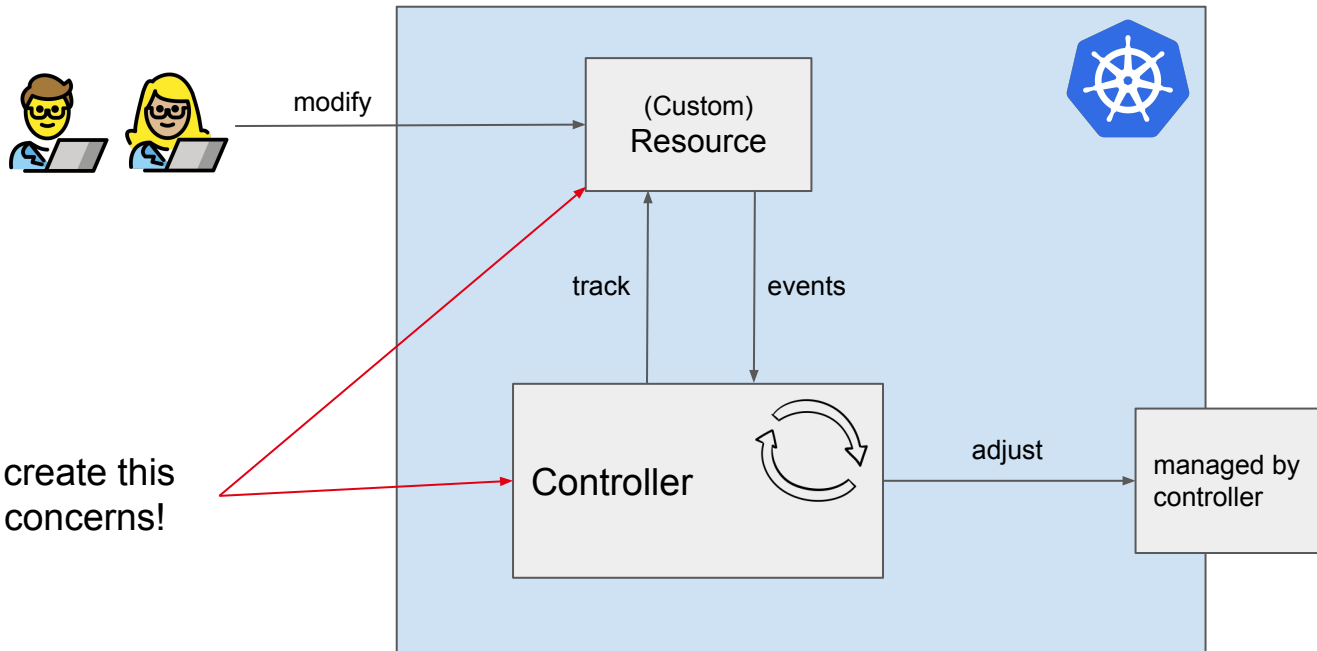 modify
(Custom)
Resource
track
events
Controller
adjust
managed by
controller
create this
concerns!